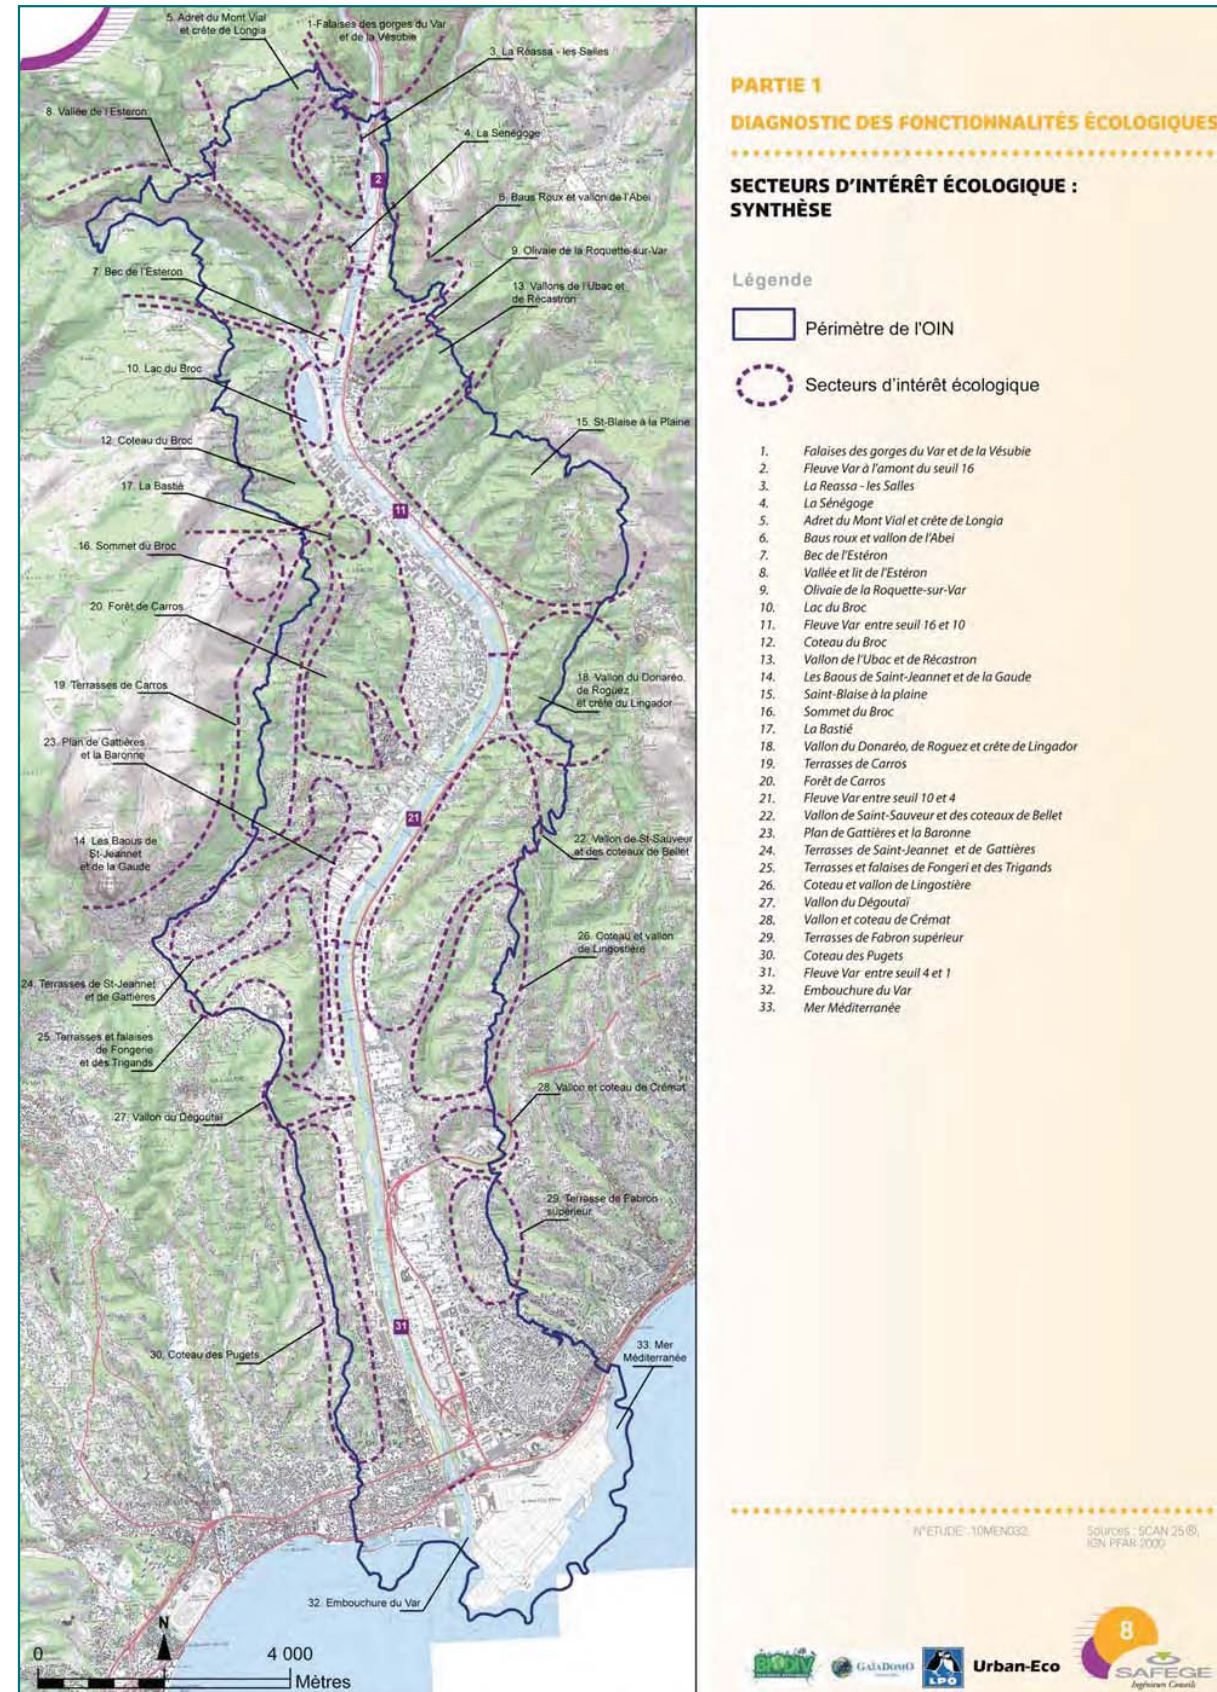 5. Adret du Mont Vial
et crête de Longia
1-Falaises des gorges du Var
et de la Vésubie
3. La Réassa - les Salles
8. Vallée de l'Esteron
4. La Sénégoge
2
6. Baus Roux et vallon de l'Abei
9. Olivaie de la Roquette-sur-Var
7. Bec de l'Esteron
13. Vallons de l'Ubac et
de Récastron
10. Lac du Broc
15. St-Blaise à la Plaine
12. Coteau du Broc
17. La Bastié
11
16. Sommet du Broc
20. Forêt de Carros
19. Terrasses de Carros
18. Vallon du Donaréo,
de Roguez
et crête du Lingador
23. Plan de Gattières
et la Baronne
21
14. Les Baous de
St-Jeannet
et de la Gaude
22. Vallon de St-Sauveur
et des coteaux de Bellet
26. Coteau et vallon
de Lingostière
24. Terrasses de St-Jeannet
et de Gattières
25. Terrasses et falaises
de Fongerie
et des Trigands
28. Vallon et coteau de Crémat
27. Vallon du Dégoutaï
29. Terrasse de Fabron
supérieur
31
30. Coteau des Pugets
33. Mer
Méditerranée
32. Embouchure du Var
N
0 4 000
Mètres
PARTIE 1
DIAGNOSTIC DES FONCTIONNALITÉS ÉCOLOGIQUES
SECTEURS D'INTÉRÊT ÉCOLOGIQUE :
SYNTHÈSE
Légende
Périmètre de l'OIN
Secteurs d'intérêt écologique
1. Falaises des gorges du Var et de la Vésubie
2. Fleuve Var à l'amont du seuil 16
3. La Reassa - les Salles
4. La Sénégoge
5. Adret du Mont Vial et crête de Longia
6. Baus roux et vallon de l'Abei
7. Bec de l'Estéron
8. Vallée et lit de l'Estéron
9. Olivaie de la Roquette-sur-Var
10. Lac du Broc
11. Fleuve Var entre seuil 16 et 10
12. Coteau du Broc
13. Vallon de l'Ubac et de Récastron
14. Les Baous de Saint-Jeannet et de la Gaude
15. Saint-Blaise à la plaine
16. Sommet du Broc
17. La Bastié
18. Vallon du Donaréo, de Roguez et crête de Lingador
19. Terrasses de Carros
20. Forêt de Carros
21. Fleuve Var entre seuil 10 et 4
22. Vallon de Saint-Sauveur et des coteaux de Bellet
23. Plan de Gattières et la Baronne
24. Terrasses de Saint-Jeannet et de Gattières
25. Terrasses et falaises de Fongeri et des Trigands
26. Coteau et vallon de Lingostière
27. Vallon du Dégoutaï
28. Vallon et coteau de Crémat
29. Terrasses de Fabron supérieur
30. Coteau des Pugets
31. Fleuve Var entre seuil 4 et 1
32. Embouchure du Var
33. Mer Méditerranée
N°ETUDE : 10MEN032
Sources : SCAN 25®,
IGN PFAR 2000
BIODIV
GAÏADOMO
LPO
Urban-Eco
8
SAFEGE
Ingénieurs Conseils